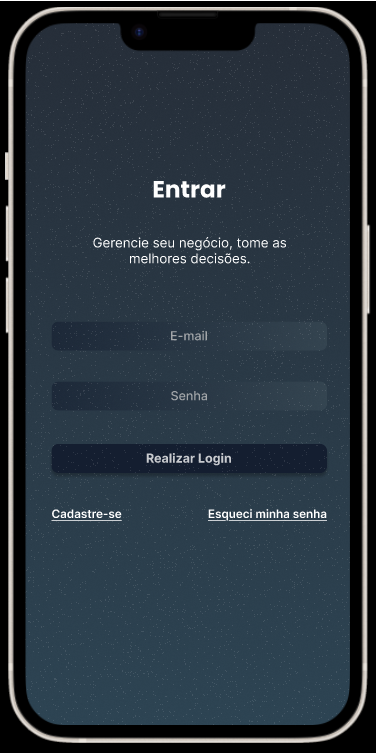 Entrar
Gerencie seu negócio, tome as
melhores decisões.
E-mail
Senha
Realizar Login
Cadastre-se
Esqueci minha senha